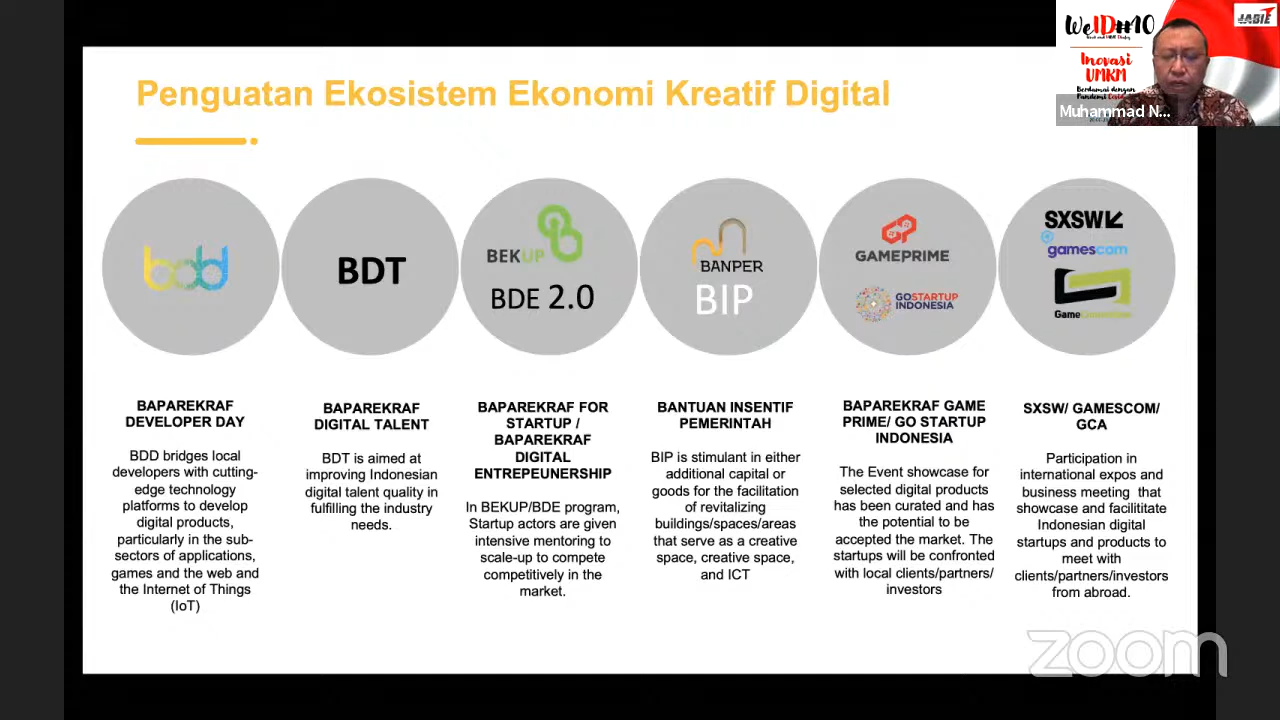 Penguatan Ekosistem Ekonomi Kreatif Digital
WeID#10
Inovasi
UMKM
Berdamai dengan
JABIE
Muhammad N...
bdd
BDT
BEKUP
BDE 2.0
BANPER
BIP
GAMEPRIME
GOSTARTUP
INDONESIA
SXSW
gamescom
BAPAREKRAF
DEVELOPER DAY
BDD bridges local
developers with cutting-
edge technology
platforms to develop
digital products,
particularly in the sub-
sectors of applications,
games and the web and
the Internet of Things
(IoT)
BAPAREKRAF
DIGITAL TALENT
BDT is aimed at
improving Indonesian
digital talent quality in
fulfilling the industry
needs.
BAPAREKRAF FOR
STARTUP /
BAPAREKRAF
DIGITAL
ENTREPEUNERSHIP
In BEKUP/BDE program,
Startup actors are given
intensive mentoring to
scale-up to compete
competitively in the
market.
BANTUAN INSENTIF
PEMERINTAH
BIP is stimulant in either
additional capital or
goods for the facilitation
of revitalizing
buildings/spaces/areas
that serve as a creative
space, creative space,
and ICT
BAPAREKRAF GAME
PRIME/ GO STARTUP
INDONESIA
The Event showcase for
selected digital products
has been curated and has
the potential to be
accepted the market. The
startups will be confronted
with local clients/partners/
investors
SXSW/ GAMESCOM/
GCA
Participation in
international expos and
business meeting that
showcase and facilititate
Indonesian digital
startups and products to
meet with
clients/partners/investors
from abroad.
zoom